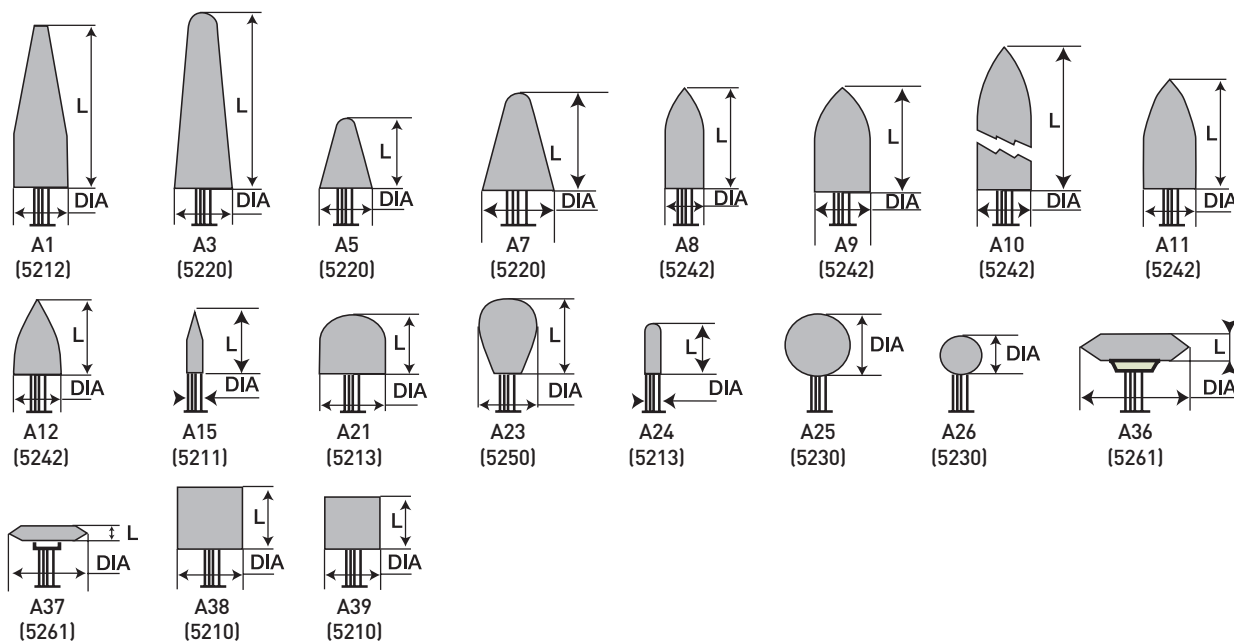 L
DIA
A1
(5212)
L
DIA
A3
(5220)
L
DIA
A5
(5220)
L
DIA
A7
(5220)
L
DIA
A8
(5242)
L
DIA
A9
(5242)
L
DIA
A10
(5242)
L
DIA
A11
(5242)
L
DIA
A12
(5242)
L
DIA
A15
(5211)
L
DIA
A21
(5213)
L
DIA
A23
(5250)
L
DIA
A24
(5213)
DIA
A25
(5230)
DIA
A26
(5230)
L
DIA
A36
(5261)
L
DIA
A37
(5261)
L
DIA
A38
(5210)
L
DIA
A39
(5210)